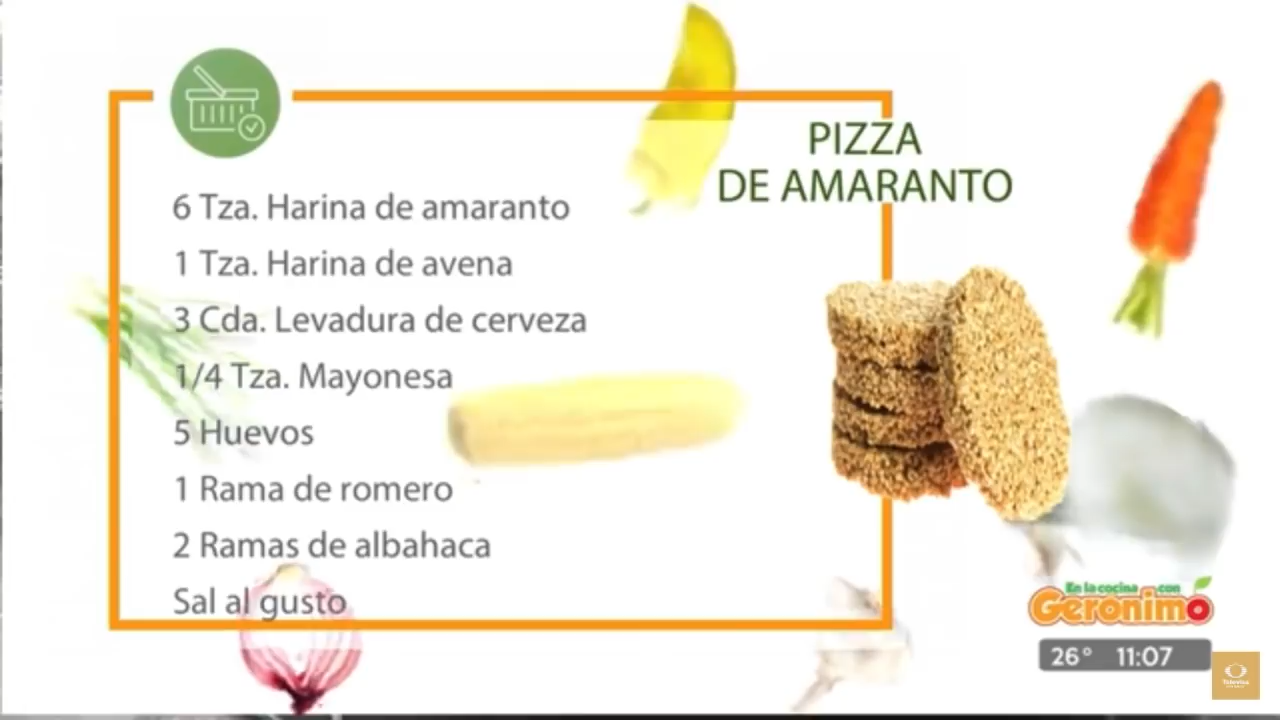 PIZZA
DE AMARANTO
6 Tza. Harina de amaranto
1 Tza. Harina de avena
3 Cda. Levadura de cerveza
1/4 Tza. Mayonesa
5 Huevos
1 Rama de romero
2 Ramas de albahaca
Sal al gusto
En la cocina con
Geronimo
26° 11:07
Televisa